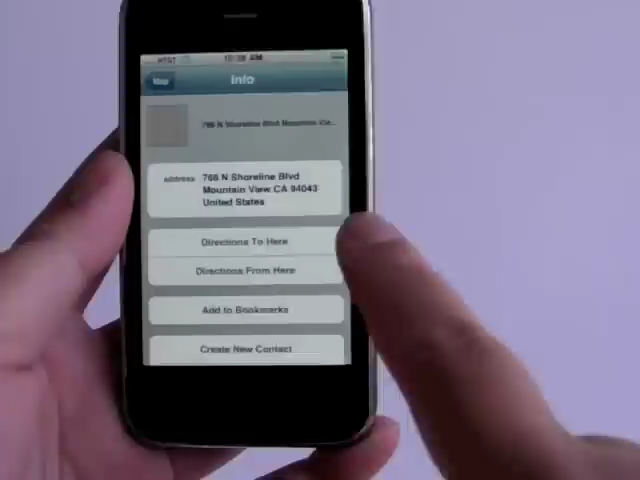 AT&T 10:28 AM
Map
Info
768 N Shoreline Blvd Mountain Vie...
address
768 N Shoreline Blvd
Mountain View CA 94043
United States
Directions To Here
Directions From Here
Add to Bookmarks
Create New Contact